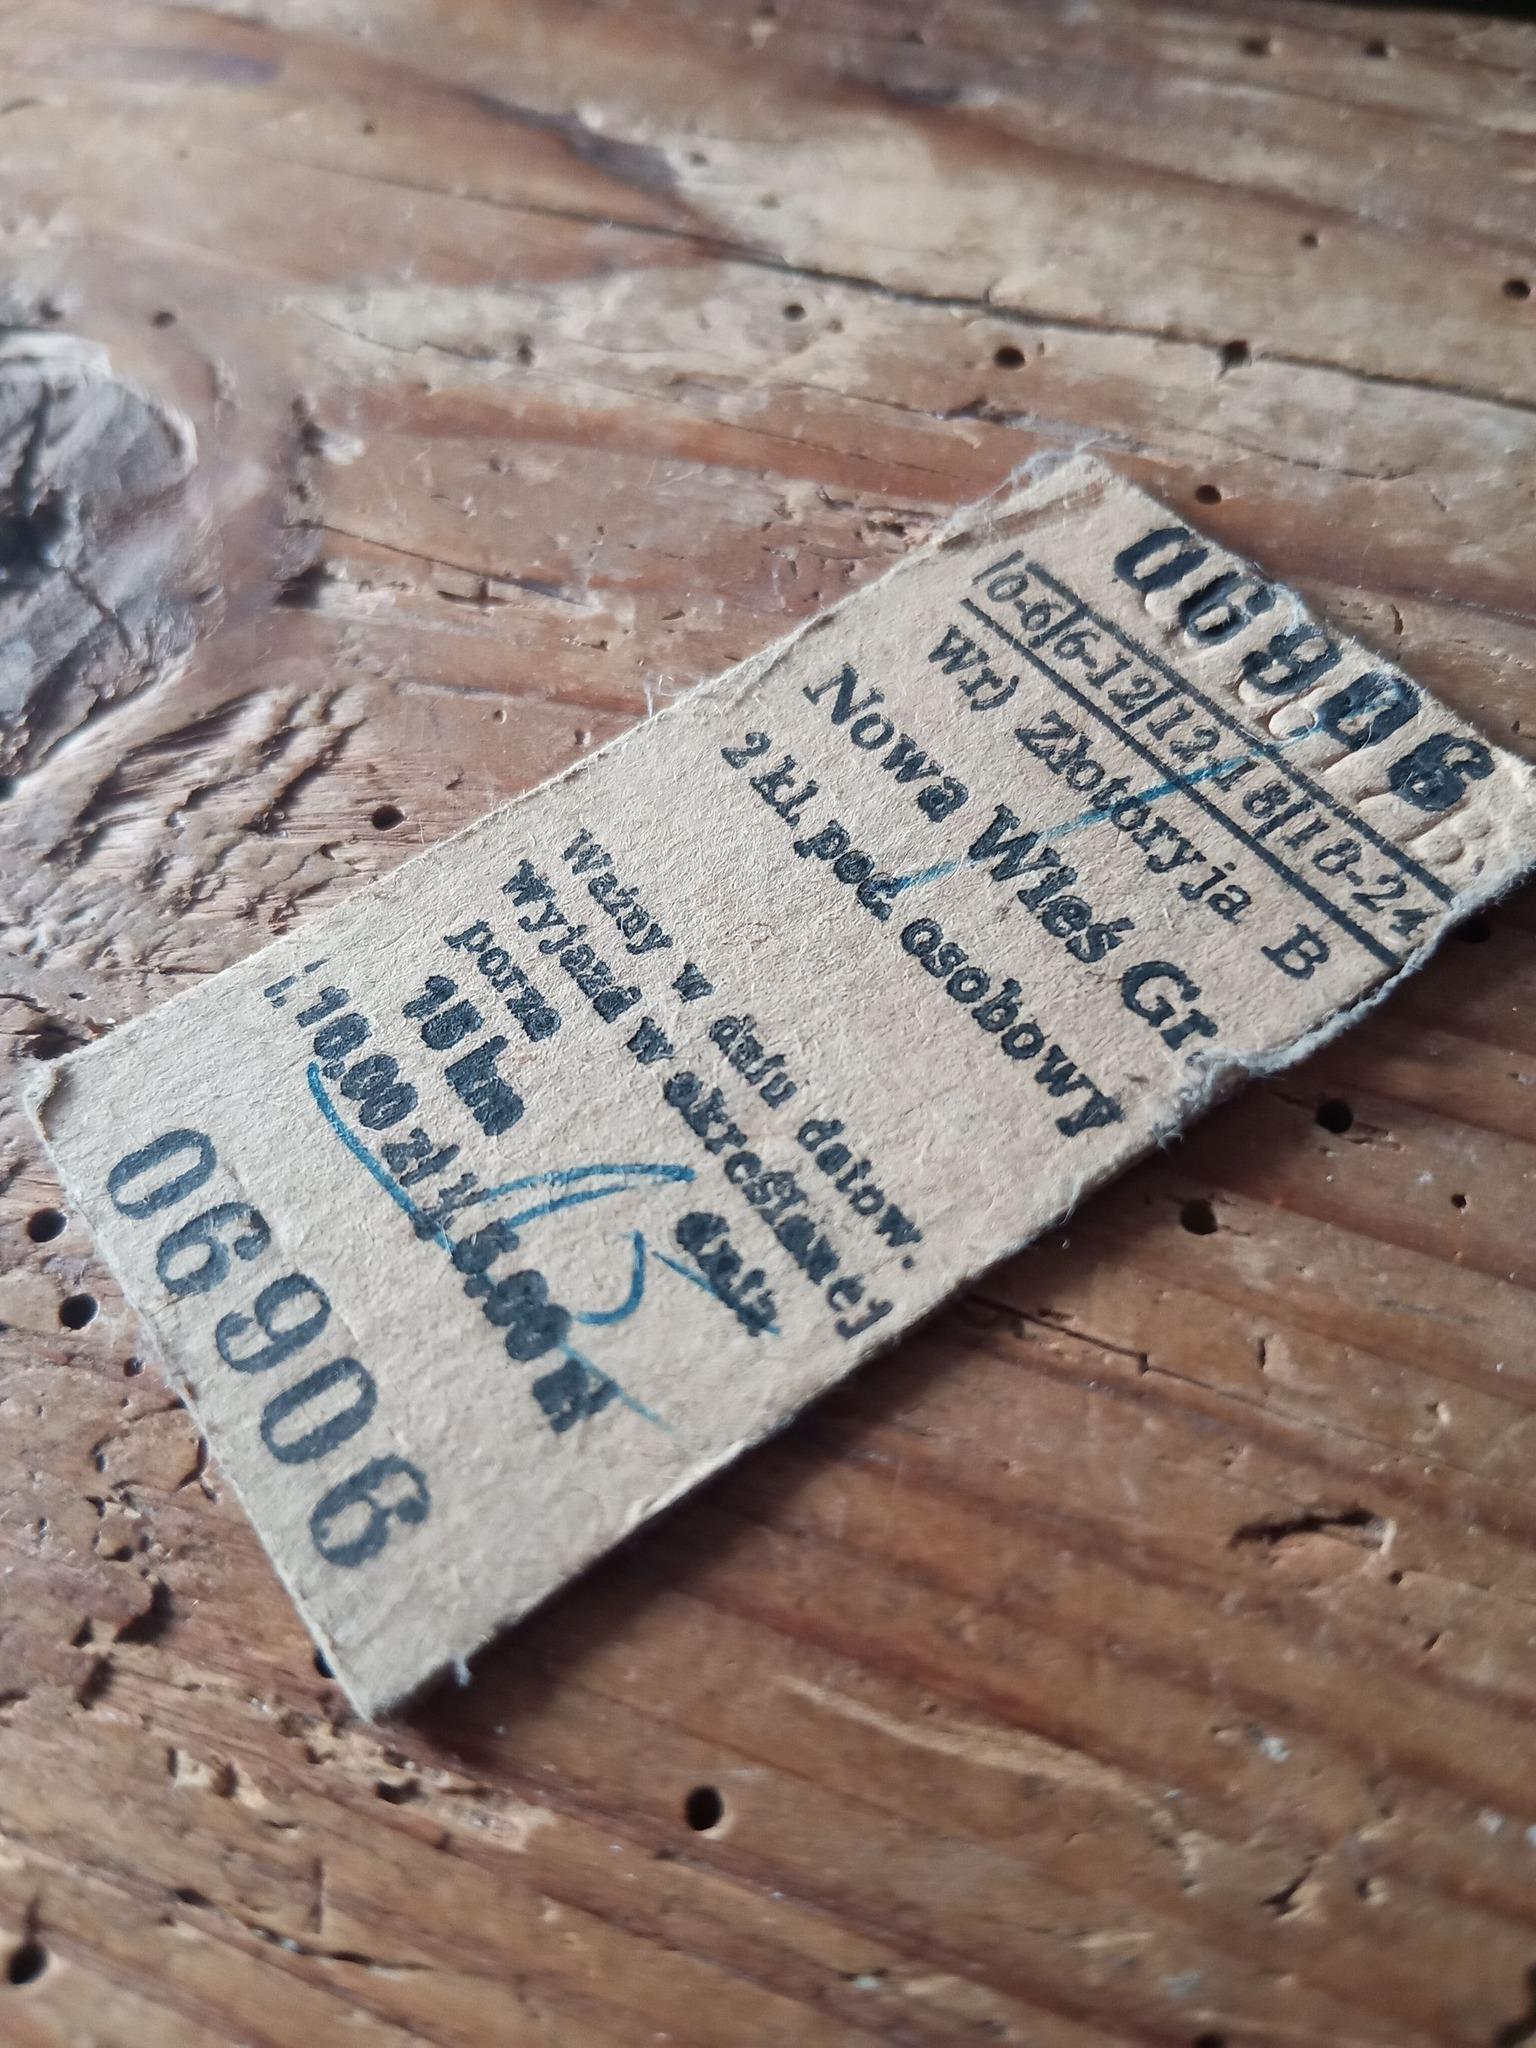 06906
0-6|6-12|12-18|18-24
Wr) Złotoryja B
Nowa Wieś Gr.
2 kl. poc. osobowy
Ważny w dniu datow.
Wyjazd w określonej
porze dnia
15 km
10,00 zł
06906